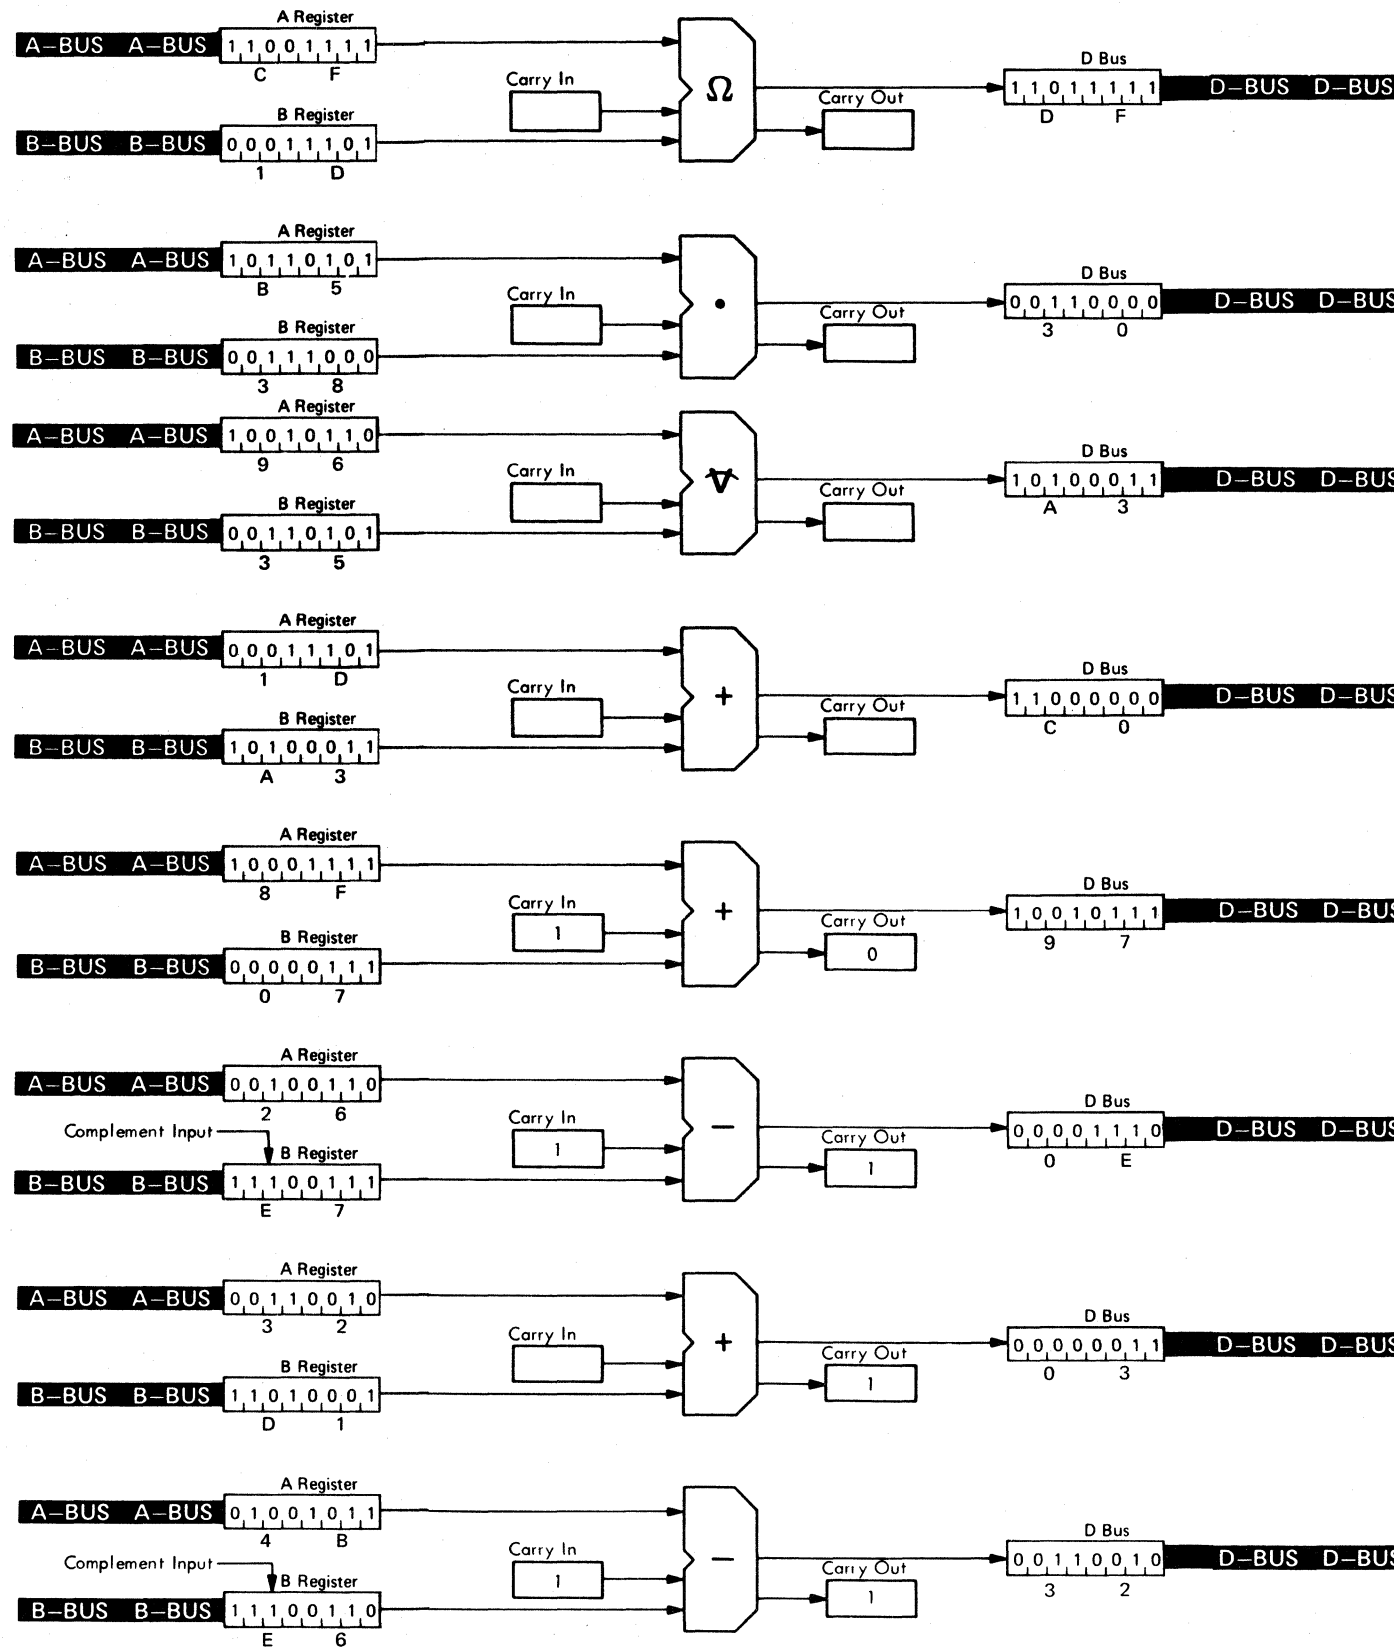 A Register
A-BUS A-BUS 1 1 0 0 1 1 1 1
C F
Carry In
B Register
B-BUS B-BUS 0 0 0 1 1 1 0 1
1 D
Ω
Carry Out
D Bus
1 1 0 1 1 1 1 1 D-BUS D-BUS
D F
A Register
A-BUS A-BUS 1 0 1 1 0 1 0 1
B 5
Carry In
B Register
B-BUS B-BUS 0 0 1 1 1 0 0 0
3 8
•
Carry Out
D Bus
0 0 1 1 0 0 0 0 D-BUS D-BUS
3 0
A Register
A-BUS A-BUS 1 0 0 1 0 1 1 0
9 6
Carry In
B Register
B-BUS B-BUS 0 0 1 1 0 1 0 1
3 5
⩝
Carry Out
D Bus
1 0 1 0 0 0 1 1 D-BUS D-BUS
A 3
A Register
A-BUS A-BUS 0 0 0 1 1 1 0 1
1 D
Carry In
B Register
B-BUS B-BUS 1 0 1 0 0 0 1 1
A 3
+
Carry Out
D Bus
1 1 0 0 0 0 0 0 D-BUS D-BUS
C 0
A Register
A-BUS A-BUS 1 0 0 0 1 1 1 1
8 F
Carry In
1
B Register
B-BUS B-BUS 0 0 0 0 0 1 1 1
0 7
+
Carry Out
0
D Bus
1 0 0 1 0 1 1 1 D-BUS D-BUS
9 7
A Register
A-BUS A-BUS 0 0 1 0 0 1 1 0
2 6
Complement Input
Carry In
1
B Register
B-BUS B-BUS 1 1 1 0 0 1 1 1
E 7
−
Carry Out
1
D Bus
0 0 0 0 1 1 1 0 D-BUS D-BUS
0 E
A Register
A-BUS A-BUS 0 0 1 1 0 0 1 0
3 2
Carry In
B Register
B-BUS B-BUS 1 1 0 1 0 0 0 1
D 1
+
Carry Out
1
D Bus
0 0 0 0 0 0 1 1 D-BUS D-BUS
0 3
A Register
A-BUS A-BUS 0 1 0 0 1 0 1 1
4 B
Complement Input
Carry In
1
B Register
B-BUS B-BUS 1 1 1 0 0 1 1 0
E 6
−
Carry Out
1
D Bus
0 0 1 1 0 0 1 0 D-BUS D-BUS
3 2